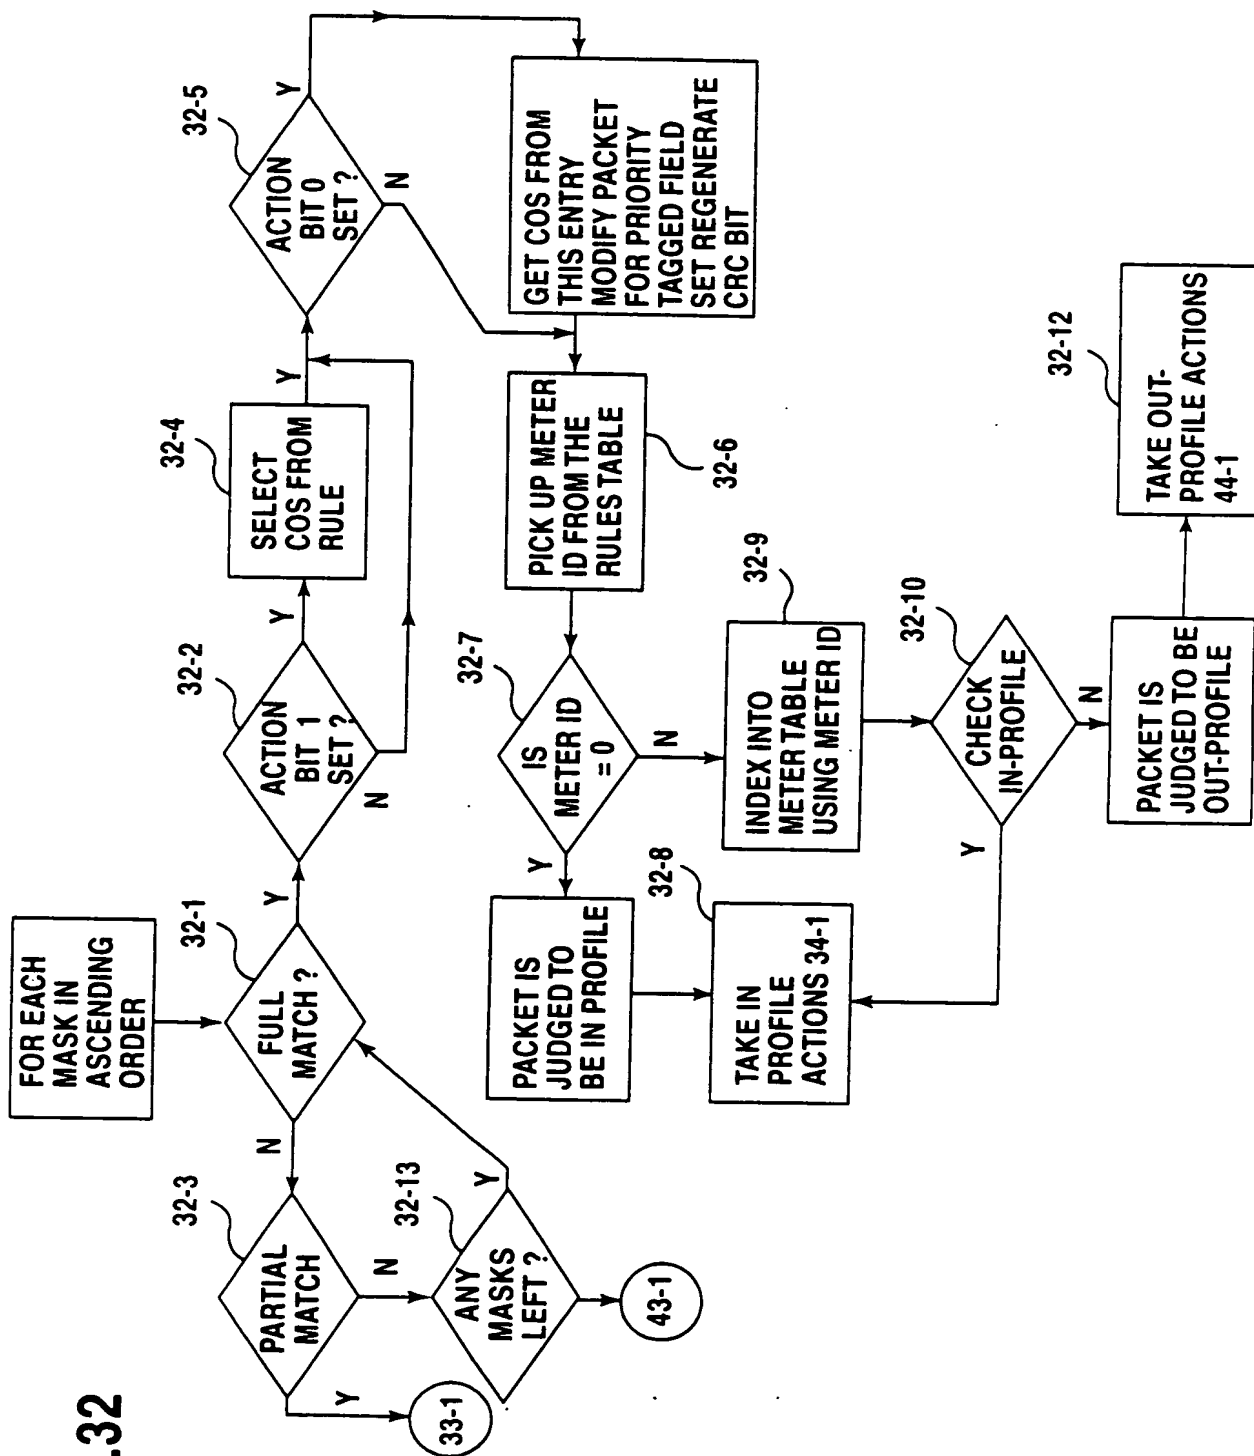 .32
FOR EACH
MASK IN
ASCENDING
ORDER
32-1
FULL
MATCH ?
Y
N
32-3
PARTIAL
MATCH
Y
33-1
N
32-13
ANY
MASKS
LEFT ?
Y
43-1
32-2
ACTION
BIT 1
SET ?
Y
N
32-4
SELECT
COS FROM
RULE
Y
32-5
ACTION
BIT 0
SET ?
Y
N
GET COS FROM
THIS ENTRY
MODIFY PACKET
FOR PRIORITY
TAGGED FIELD
SET REGENERATE
CRC BIT
PICK UP METER
ID FROM THE
RULES TABLE
32-6
32-7
IS
METER ID
= 0
Y
N
PACKET IS
JUDGED TO
BE IN PROFILE
32-8
TAKE IN
PROFILE
ACTIONS 34-1
32-9
INDEX INTO
METER TABLE
USING METER ID
32-10
CHECK
IN-PROFILE
Y
N
PACKET IS
JUDGED TO BE
OUT-PROFILE
32-12
TAKE OUT-
PROFILE ACTIONS
44-1